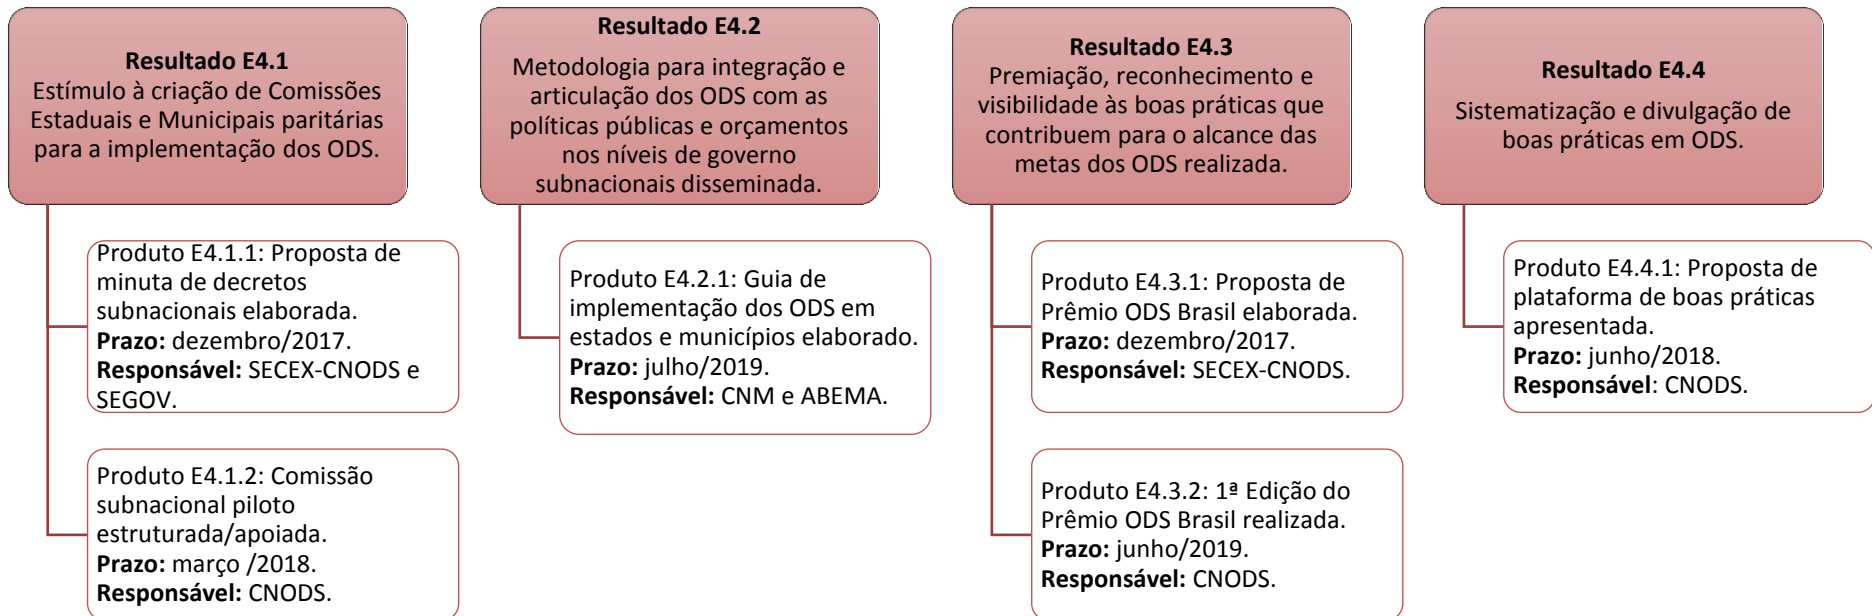 Resultado E4.1
Estímulo à criação de Comissões
Estaduais e Municipais paritárias
para a implementação dos ODS.
Produto E4.1.1: Proposta de
minuta de decretos
subnacionais elaborada.
Prazo: dezembro/2017.
Responsável: SECEX-CNODS e
SEGOV.
Produto E4.1.2: Comissão
subnacional piloto
estruturada/apoiada.
Prazo: março /2018.
Responsável: CNODS.
Resultado E4.2
Metodologia para integração e
articulação dos ODS com as
políticas públicas e orçamentos
nos níveis de governo
subnacionais disseminada.
Produto E4.2.1: Guia de
implementação dos ODS em
estados e municípios elaborado.
Prazo: julho/2019.
Responsável: CNM e ABEMA.
Resultado E4.3
Premiação, reconhecimento e
visibilidade às boas práticas que
contribuem para o alcance das
metas dos ODS realizada.
Produto E4.3.1: Proposta de
Prêmio ODS Brasil elaborada.
Prazo: dezembro/2017.
Responsável: SECEX-CNODS.
Produto E4.3.2: 1ª Edição do
Prêmio ODS Brasil realizada.
Prazo: junho/2019.
Responsável: CNODS.
Resultado E4.4
Sistematização e divulgação de
boas práticas em ODS.
Produto E4.4.1: Proposta de
plataforma de boas práticas
apresentada.
Prazo: junho/2018.
Responsável: CNODS.